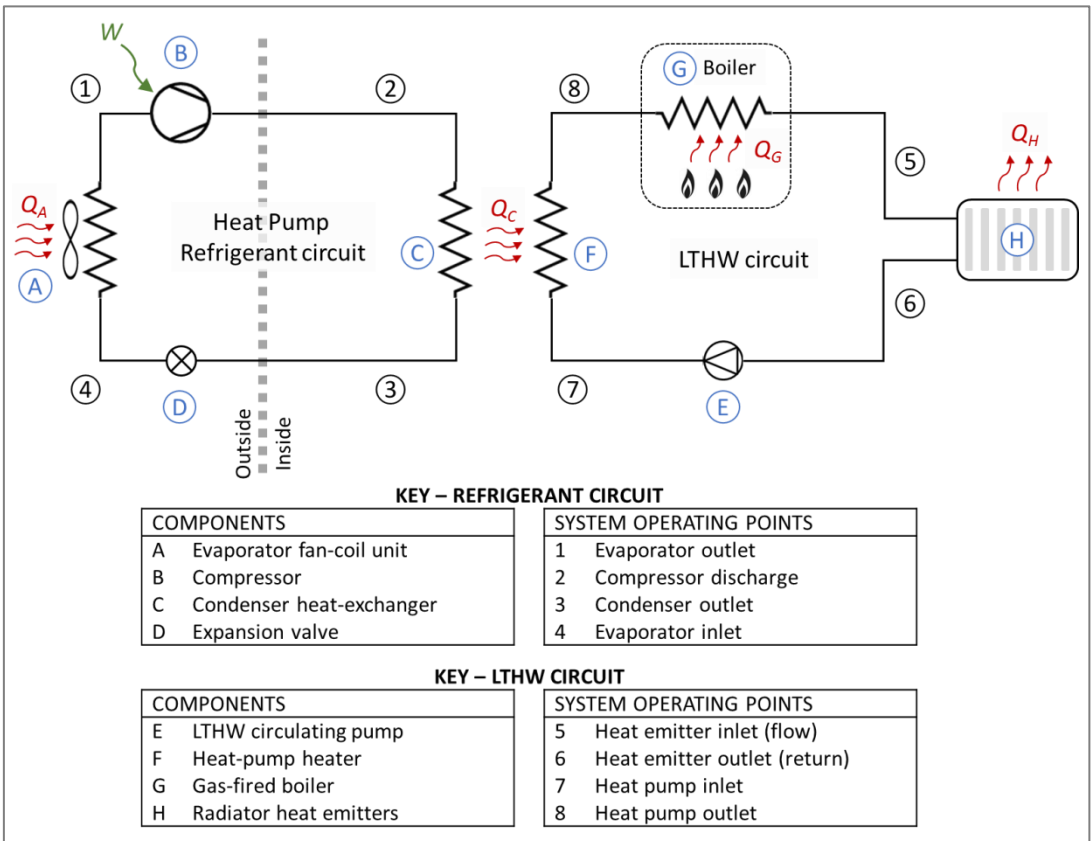 W
B
1
2
8
G Boiler
Q_G
5
Q_H
Q_A
A
Heat Pump
Refrigerant circuit
C
Q_C
F
LTHW circuit
H
6
4
D
3
7
E
Outside
Inside
KEY – REFRIGERANT CIRCUIT
COMPONENTS
A Evaporator fan-coil unit
B Compressor
C Condenser heat-exchanger
D Expansion valve
SYSTEM OPERATING POINTS
1 Evaporator outlet
2 Compressor discharge
3 Condenser outlet
4 Evaporator inlet
KEY – LTHW CIRCUIT
COMPONENTS
E LTHW circulating pump
F Heat-pump heater
G Gas-fired boiler
H Radiator heat emitters
SYSTEM OPERATING POINTS
5 Heat emitter inlet (flow)
6 Heat emitter outlet (return)
7 Heat pump inlet
8 Heat pump outlet